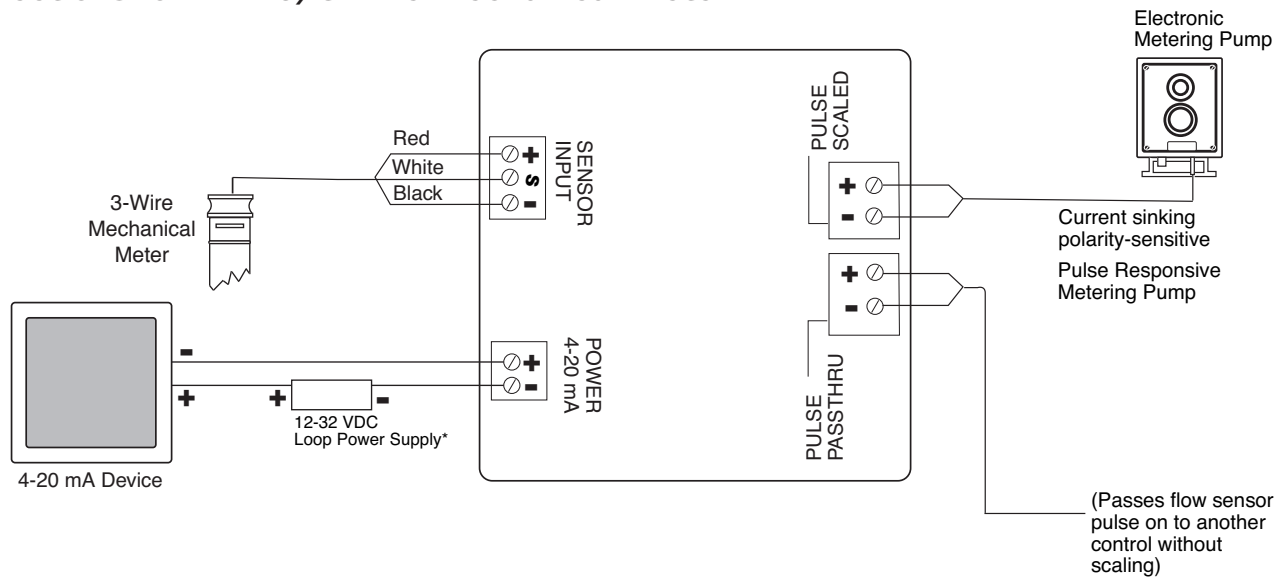 Electronic
Metering Pump
PULSE
SCALED
Red
White
Black
+
s
-
SENSOR
INPUT
3-Wire
Mechanical
Meter
+
-
Current sinking
polarity-sensitive
Pulse Responsive
Metering Pump
+
-
PULSE
PASSTHRU
-
+
+
-
12-32 VDC
Loop Power Supply*
+
-
POWER
4-20 mA
4-20 mA Device
(Passes flow sensor
pulse on to another
control without
scaling)